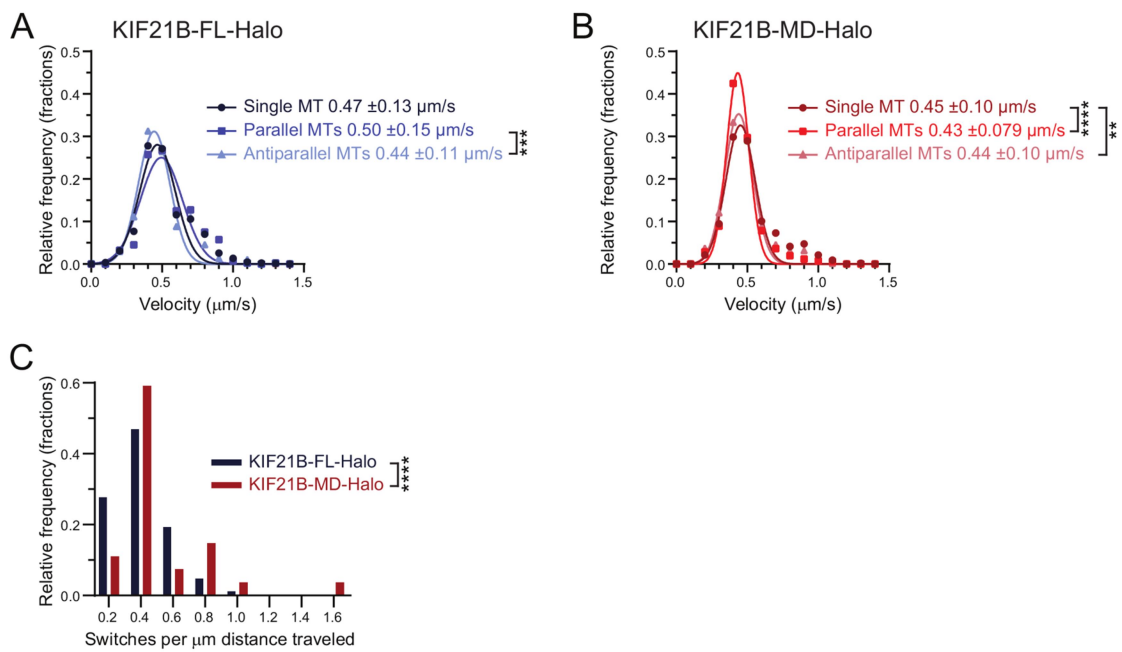 A
KIF21B-FL-Halo
Relative frequency (fractions)
0.5
0.4
0.3
0.2
0.1
0.0
0.0
0.5
1.0
1.5
Velocity (µm/s)
Single MT 0.47 ±0.13 µm/s
Parallel MTs 0.50 ±0.15 µm/s
Antiparallel MTs 0.44 ±0.11 µm/s
***
B
KIF21B-MD-Halo
Relative frequency (fractions)
0.5
0.4
0.3
0.2
0.1
0.0
0.0
0.5
1.0
1.5
Velocity (µm/s)
Single MT 0.45 ±0.10 µm/s
Parallel MTs 0.43 ±0.079 µm/s
Antiparallel MTs 0.44 ±0.10 µm/s
****
**
C
Relative frequency (fractions)
0.6
0.4
0.2
0.0
0.2
0.4
0.6
0.8
1.0
1.2
1.4
1.6
Switches per µm distance traveled
KIF21B-FL-Halo
KIF21B-MD-Halo
****